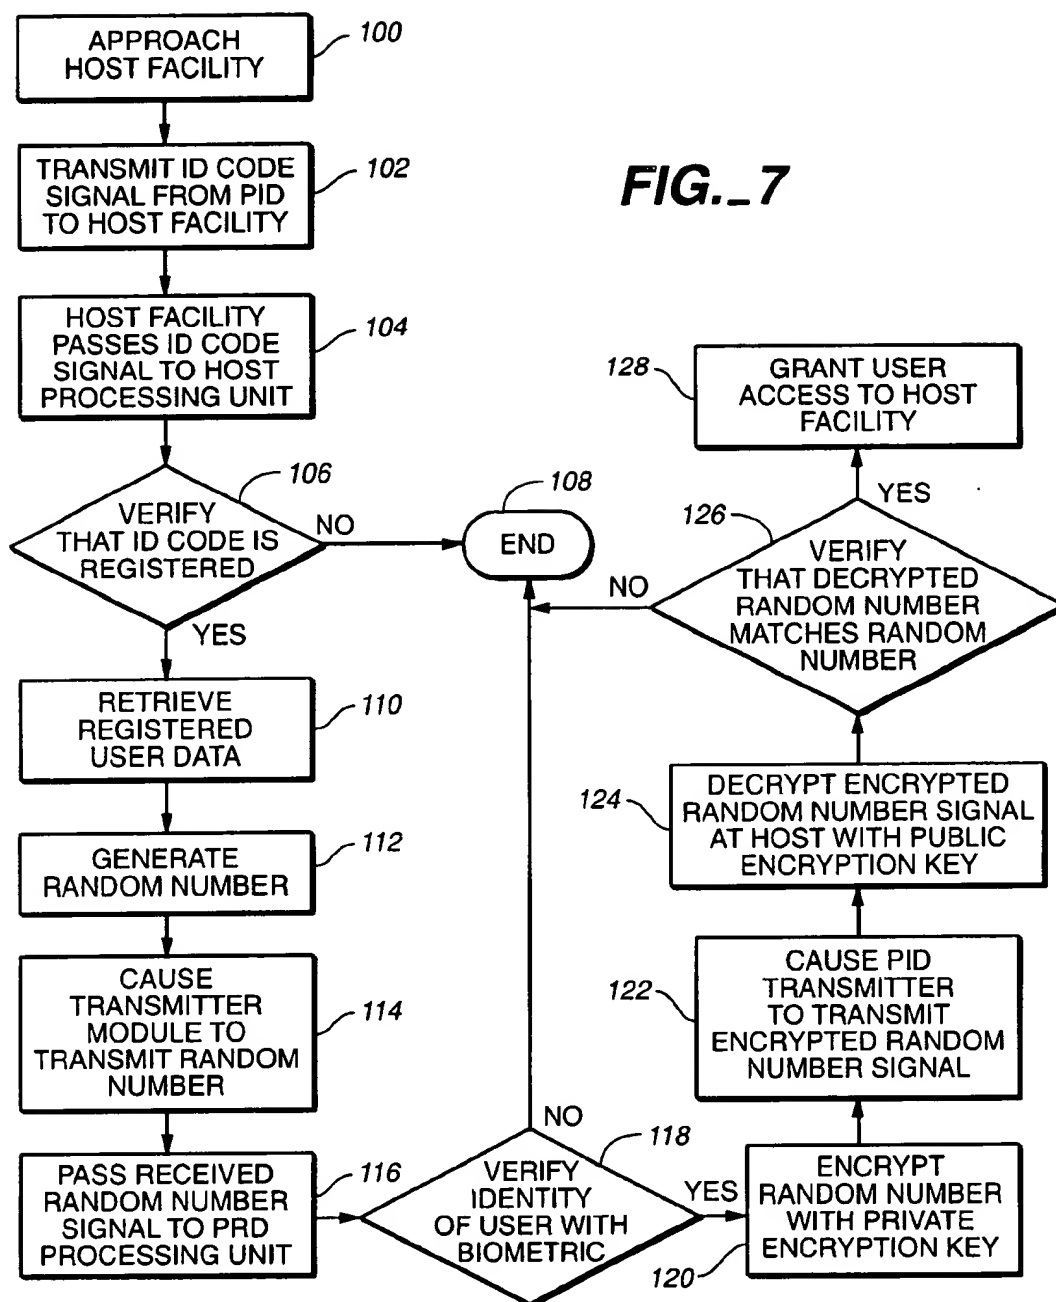 APPROACH
HOST FACILITY
100
TRANSMIT ID CODE
SIGNAL FROM PID
TO HOST FACILITY
102
FIG._7
HOST FACILITY
PASSES ID CODE
SIGNAL TO HOST
PROCESSING UNIT
104
VERIFY
THAT ID CODE IS
REGISTERED
106
NO
YES
108
END
RETRIEVE
REGISTERED
USER DATA
110
GENERATE
RANDOM NUMBER
112
CAUSE
TRANSMITTER
MODULE TO
TRANSMIT RANDOM
NUMBER
114
PASS RECEIVED
RANDOM NUMBER
SIGNAL TO PRD
PROCESSING UNIT
116
VERIFY
IDENTITY
OF USER WITH
BIOMETRIC
118
NO
YES
ENCRYPT
RANDOM NUMBER
WITH PRIVATE
ENCRYPTION KEY
120
CAUSE PID
TRANSMITTER
TO TRANSMIT
ENCRYPTED RANDOM
NUMBER SIGNAL
122
DECRYPT ENCRYPTED
RANDOM NUMBER SIGNAL
AT HOST WITH PUBLIC
ENCRYPTION KEY
124
VERIFY
THAT DECRYPTED
RANDOM NUMBER
MATCHES RANDOM
NUMBER
126
NO
YES
GRANT USER
ACCESS TO HOST
FACILITY
128